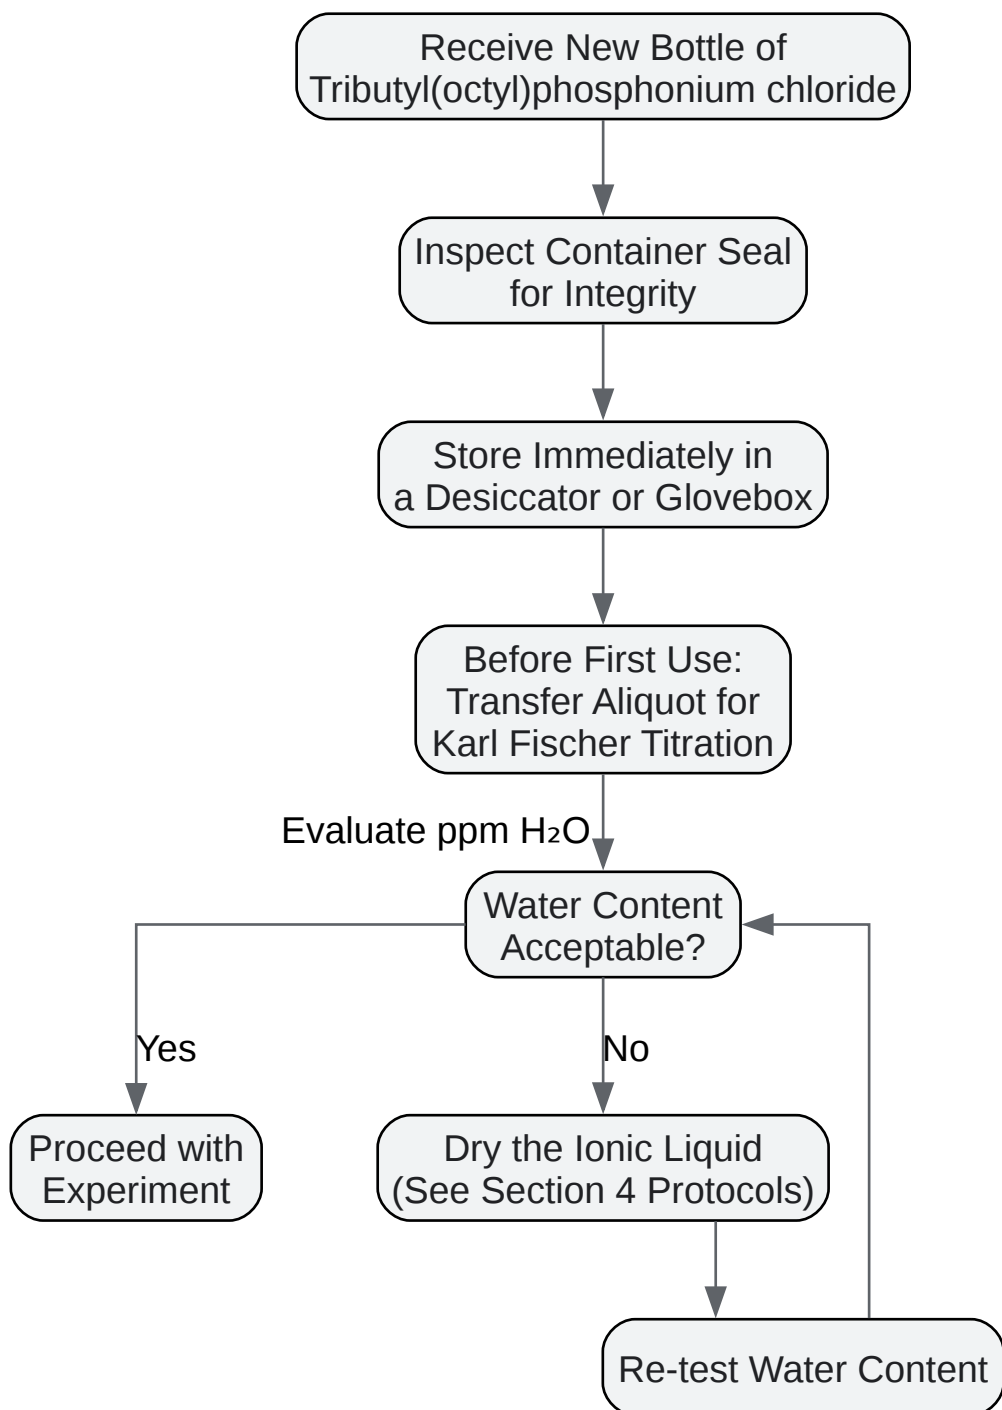 Receive New Bottle of
Tributyl(octyl)phosphonium chloride
Inspect Container Seal
for Integrity
Store Immediately in
a Desiccator or Glovebox
Before First Use:
Transfer Aliquot for
Karl Fischer Titration
Evaluate ppm H₂O
Water Content
Acceptable?
Yes
No
Proceed with
Experiment
Dry the Ionic Liquid
(See Section 4 Protocols)
Re-test Water Content